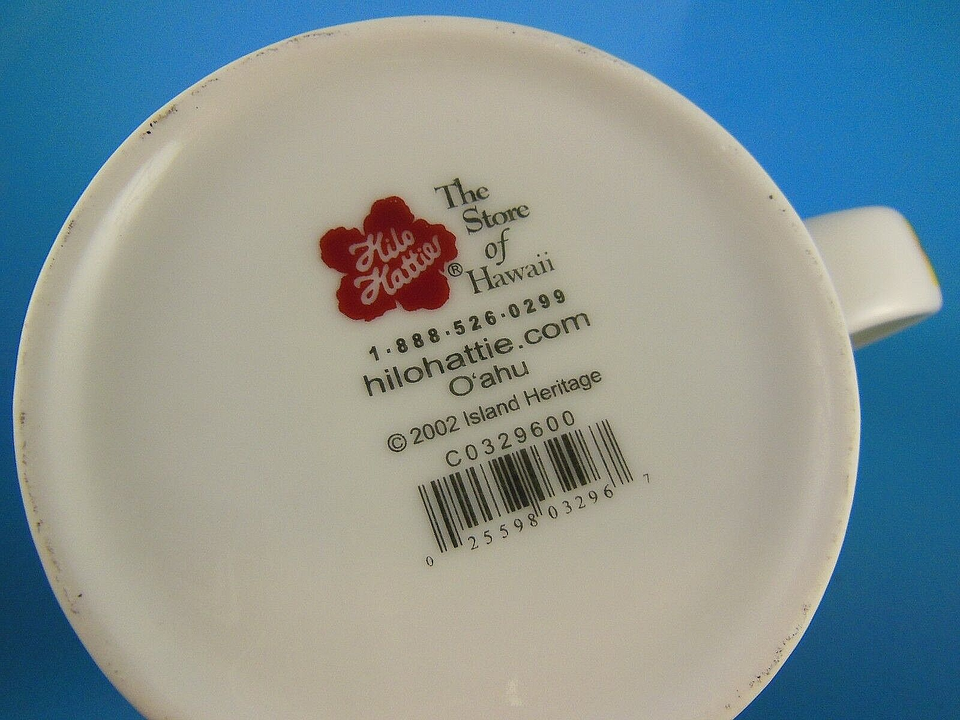 Hilo
Hattie®
The
Store
of
Hawaii
1·888·526·0299
hilohattie.com
O‘ahu
© 2002 Island Heritage
C0329600
0 25598 03296 7